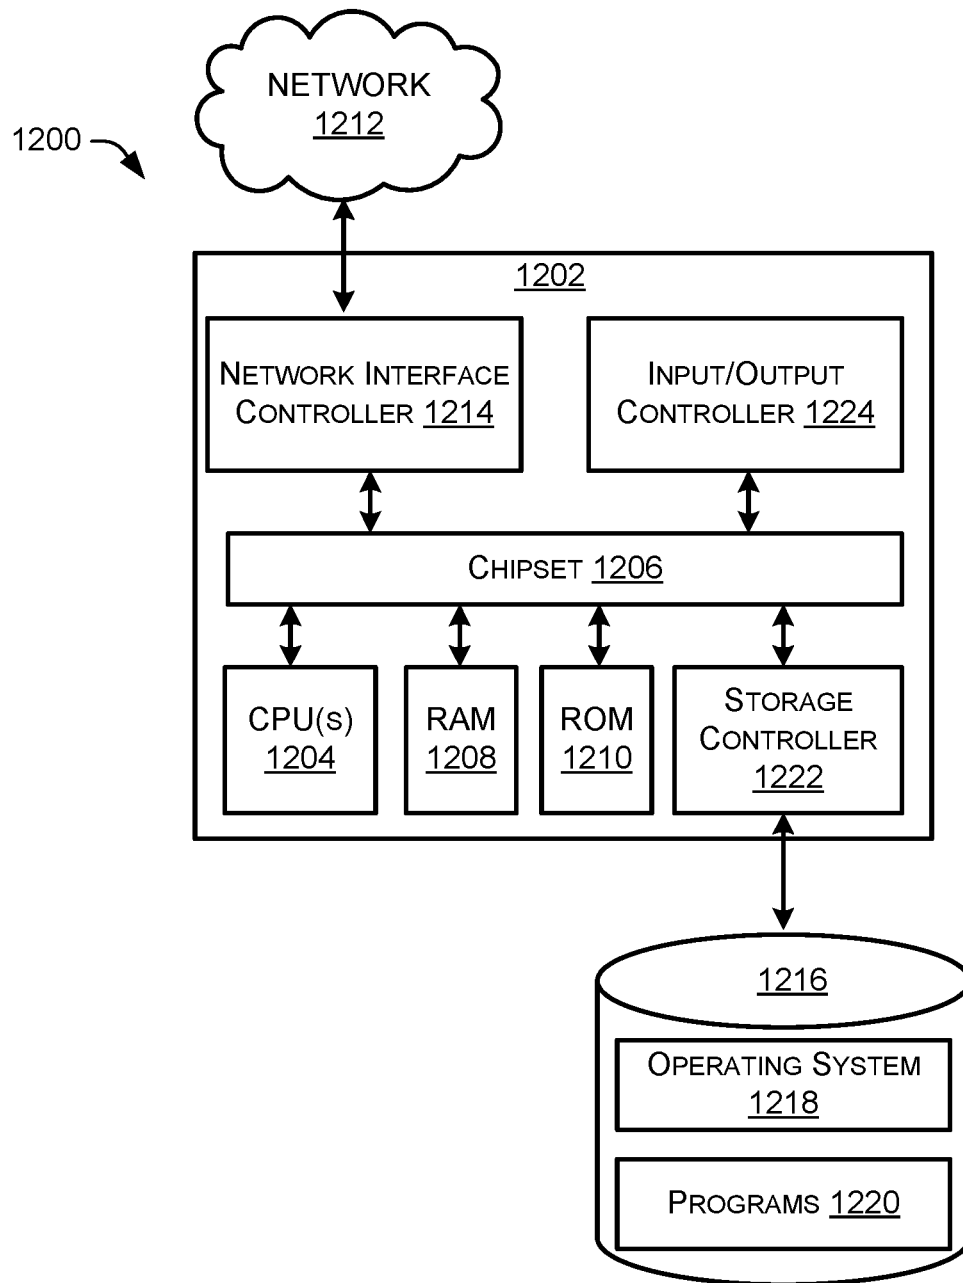 NETWORK
1212
1200
1202
NETWORK INTERFACE
CONTROLLER 1214
INPUT/OUTPUT
CONTROLLER 1224
CHIPSET 1206
CPU(S)
1204
RAM
1208
ROM
1210
STORAGE
CONTROLLER
1222
1216
OPERATING SYSTEM
1218
PROGRAMS 1220